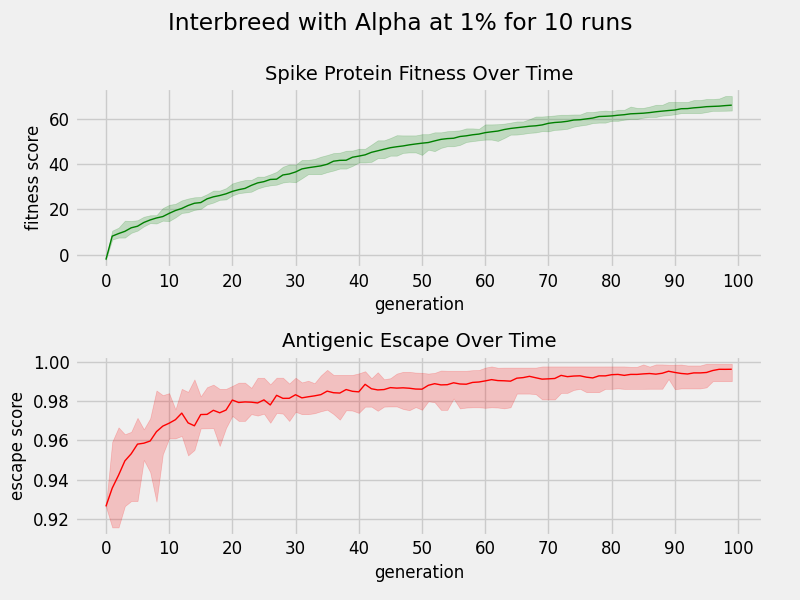 Interbreed with Alpha at 1% for 10 runs
Spike Protein Fitness Over Time
fitness score
60
40
20
0
0 10 20 30 40 50 60 70 80 90 100
generation
Antigenic Escape Over Time
escape score
1.00
0.98
0.96
0.94
0.92
0 10 20 30 40 50 60 70 80 90 100
generation